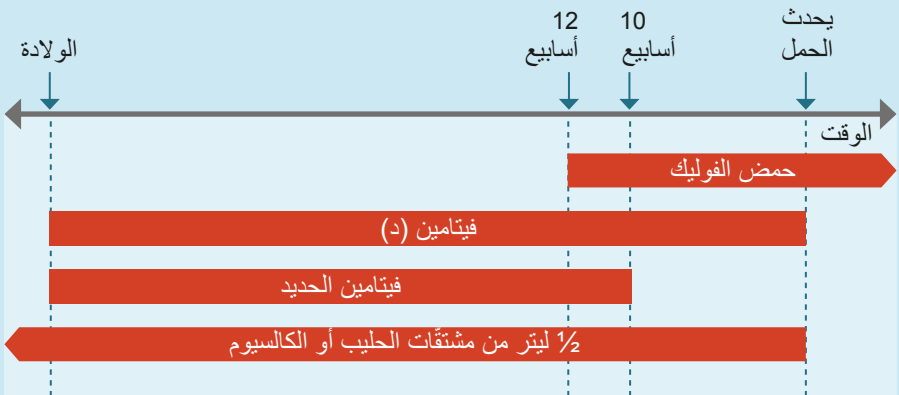 يحدث
الحمل
10
أسابيع
12
أسابيع
الولادة
الوقت
حمض الفوليك
فيتامين (د)
فيتامين الحديد
½ ليتر من مشتقّات الحليب أو الكالسيوم